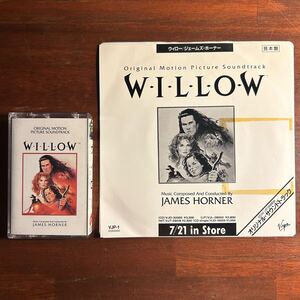 ORIGINAL MOTION
PICTURE SOUNDTRACK
WILLOW
JAMES HORNER
ウィロー/ジェームズ・ホーナー
見本盤
Original Motion Picture Soundtrack
W·I·L·L·O·W
Music Composed And Conducted By
JAMES HORNER
オリジナル・サウンドトラック
YJP-1
7/21 in Store
Virgin